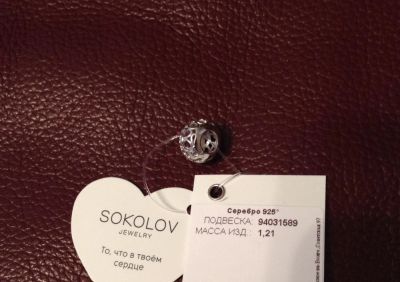 SOKOLOV
JEWELRY
То, что в твоём
сердце
Серебро 925°
ПОДВЕСКА: 94031589
МАССА ИЗД.: 1,21